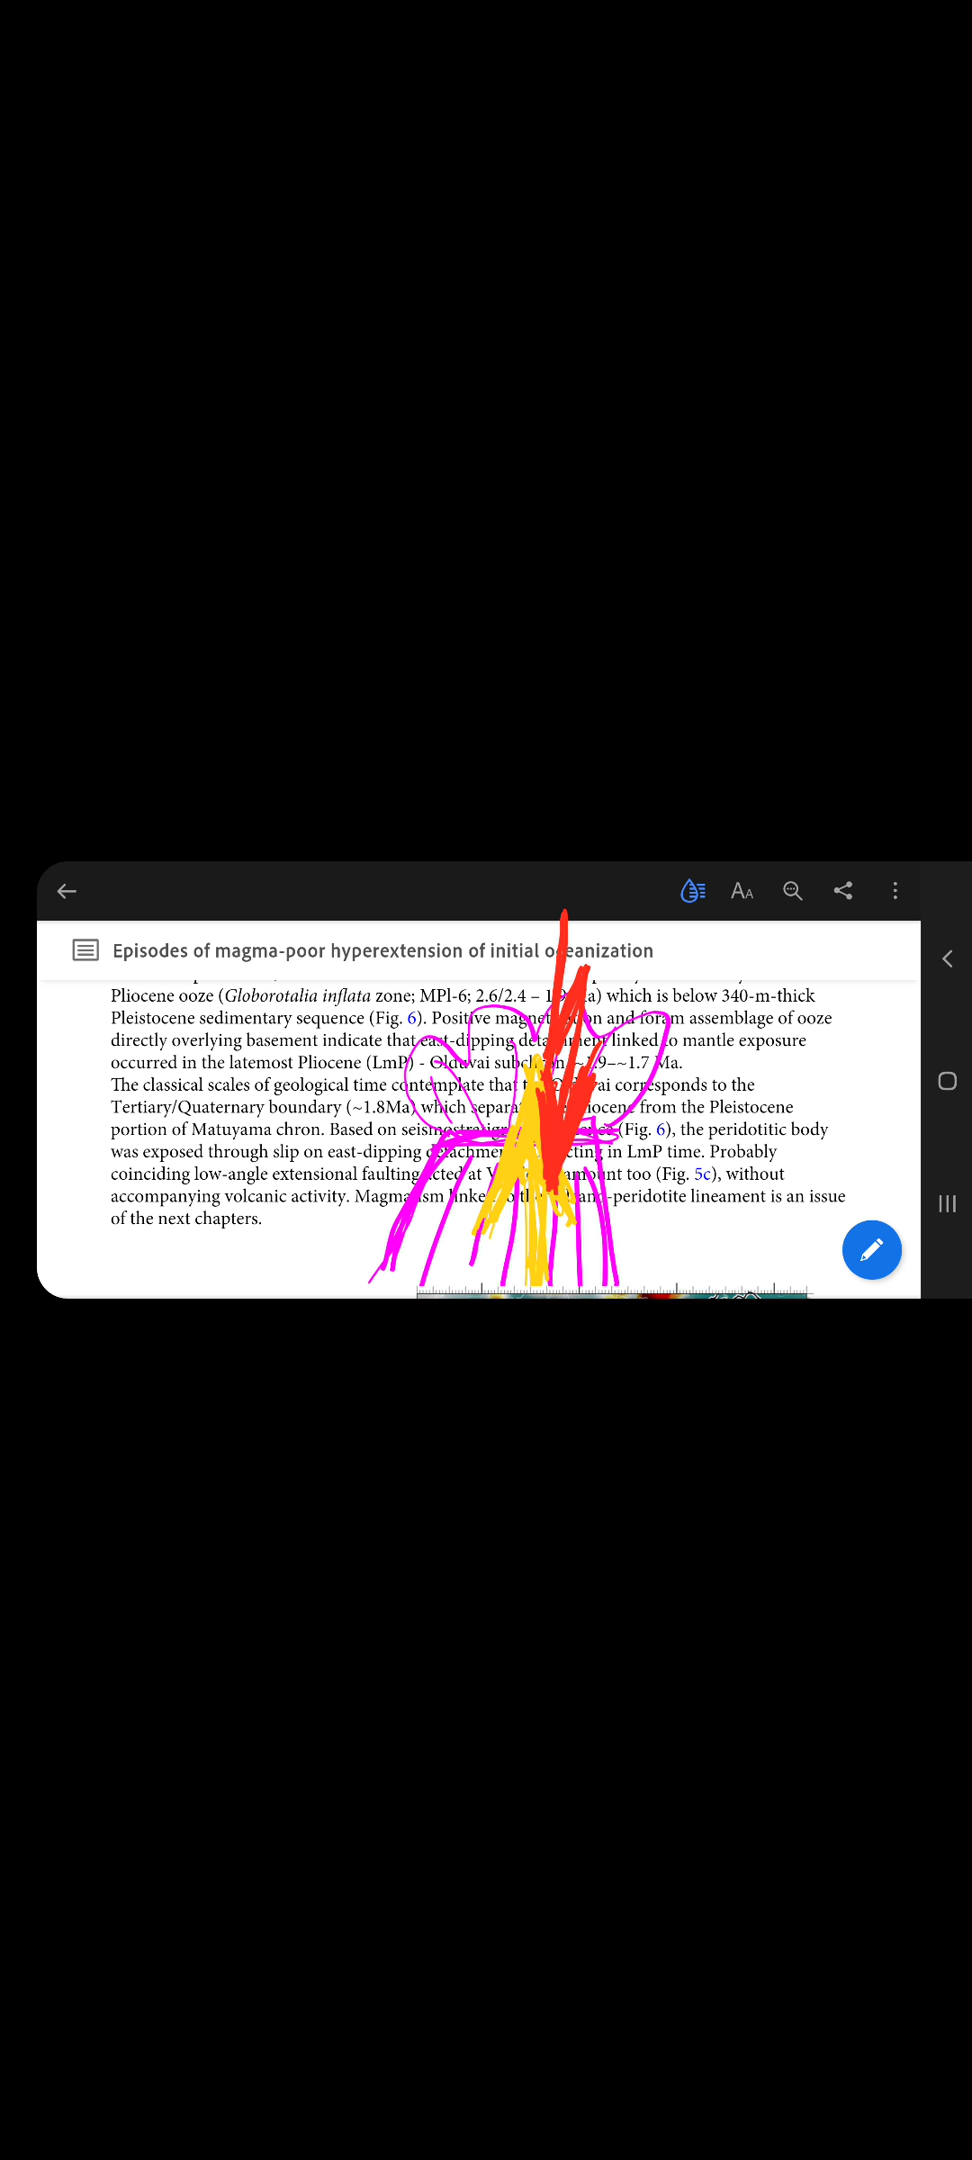 Episodes of magma-poor hyperextension of initial oceanization
Pliocene ooze (Globorotalia inflata zone; MPl-6; 2.6/2.4 – which is below 340-m-thick
Pleistocene sedimentary sequence (Fig. 6). Positive and foram assemblage of ooze
directly overlying basement indicate that east-dipping linked to mantle exposure
occurred in the latemost Pliocene (LmP) - Olduvai 1.7 Ma.
The classical scales of geological time contemplate that corresponds to the
Tertiary/Quaternary boundary (~1.8Ma) which from the Pleistocene
portion of Matuyama chron. Based on (Fig. 6), the peridotitic body
was exposed through slip on east-dipping in LmP time. Probably
coinciding low-angle extensional faulting acted at too (Fig. 5c), without
accompanying volcanic activity. Magmatism peridotite lineament is an issue
of the next chapters.